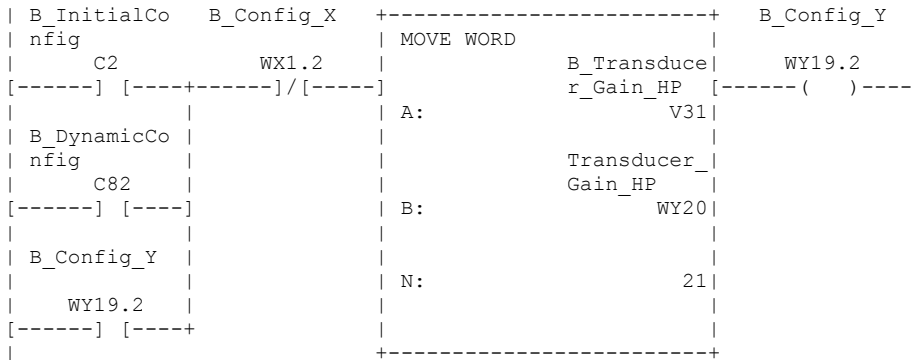 | B_InitialCo   B_Config_X   +---------------------------+   B_Config_Y
| nfig                       | MOVE WORD                 |
|      C2          WX1.2     |               B_Transduce|     WY19.2
[------] [----+------]/[-----]               r_Gain_HP  [------(   )----
|             |              | A:                    V31|
| B_DynamicCo |              |                          |
| nfig        |              |               Transducer_|
|      C82    |              |               Gain_HP    |
[------] [----]              | B:                   WY20|
|             |              |                          |
| B_Config_Y  |              |                          |
|             |              | N:                     21|
|    WY19.2   |              |                          |
[------] [----+              |                          |
|                            +---------------------------+